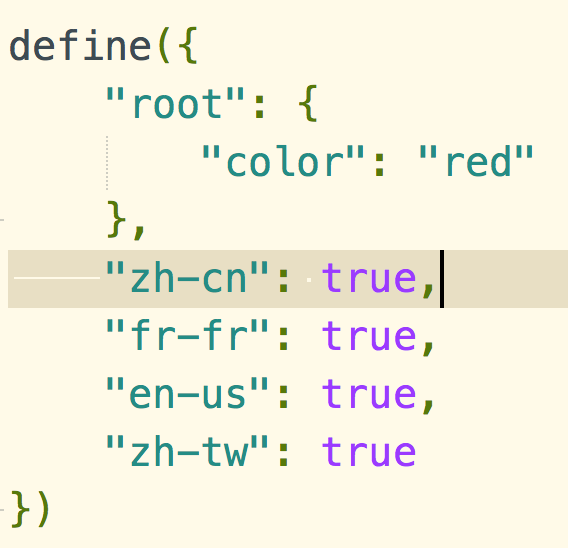 define({
    "root": {
        "color": "red"
    },
    "zh-cn": true,
    "fr-fr": true,
    "en-us": true,
    "zh-tw": true
})